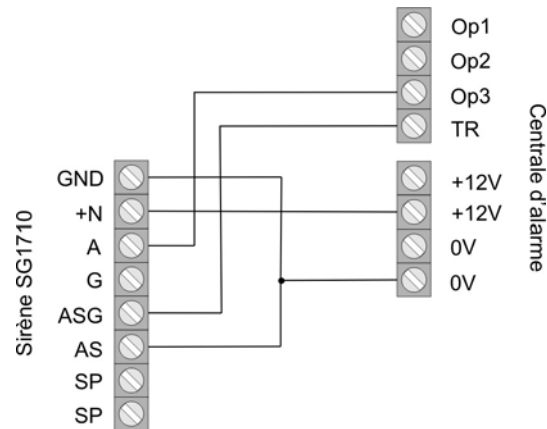 Op1
Op2
Op3
TR
+12V
+12V
0V
0V
Centrale d'alarme
GND
+N
A
G
ASG
AS
SP
SP
Sirène SG1710